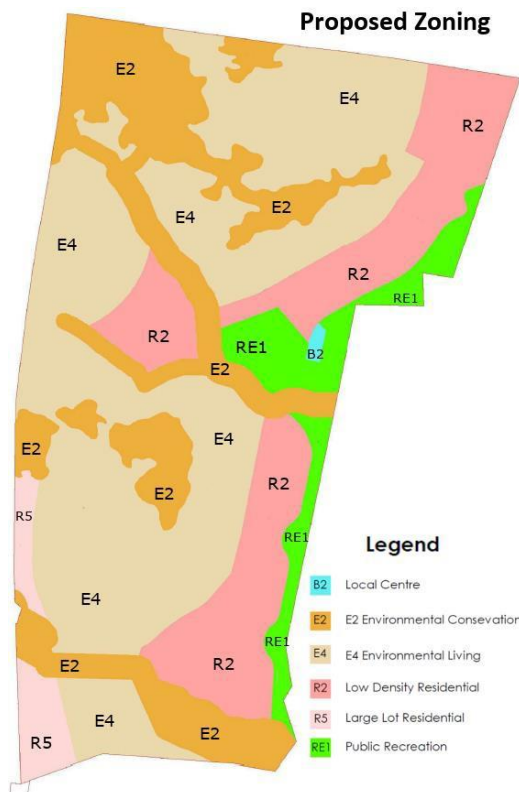 Proposed Zoning
E2
E4
R2
E4
E2
E4
R2
RE1
R2
RE1
B2
E2
E4
E2
R2
E2
R5
RE1
E4
RE1
E2
R2
E4
E2
R5
Legend
B2 Local Centre
E2 E2 Environmental Consevation
E4 E4 Environmental Living
R2 Low Density Residential
R5 Large Lot Residential
RE1 Public Recreation